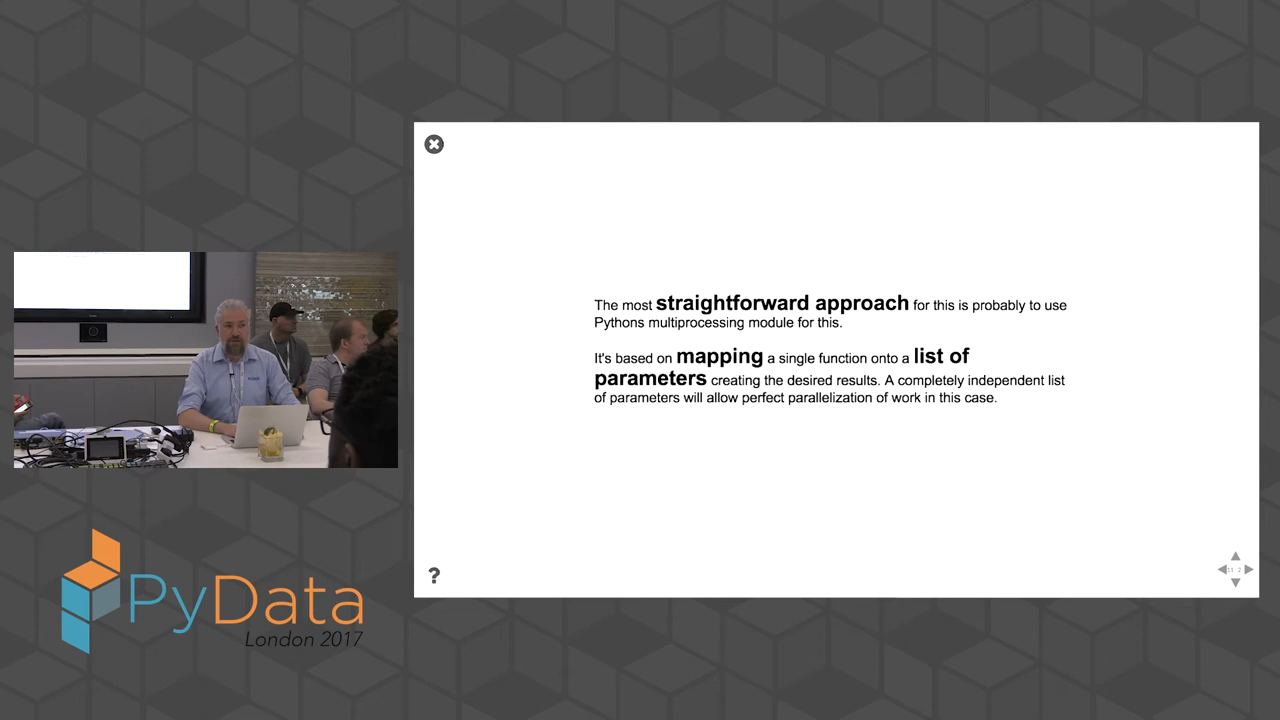 The most straightforward approach for this is probably to use
Pythons multiprocessing module for this.
It's based on mapping a single function onto a list of
parameters creating the desired results. A completely independent list
of parameters will allow perfect parallelization of work in this case.
?
11.2
PyData
London 2017